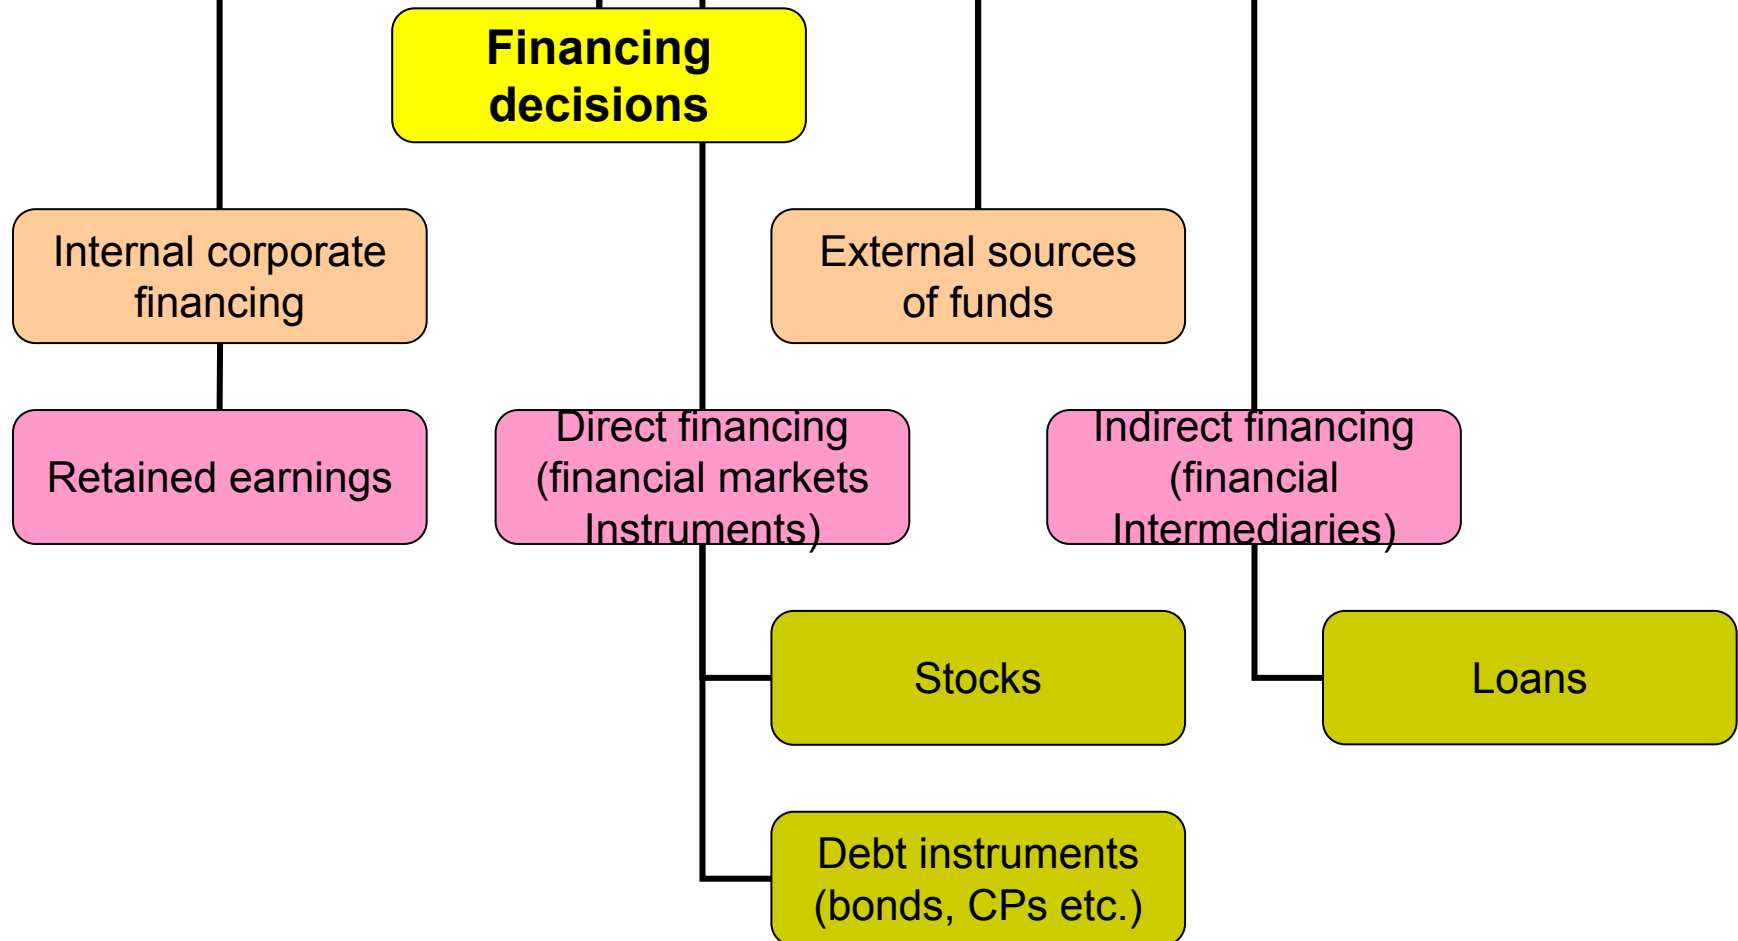 Financing
decisions
Internal corporate
financing
External sources
of funds
Retained earnings
Direct financing
(financial markets
Instruments)
Indirect financing
(financial
Intermediaries)
Stocks
Loans
Debt instruments
(bonds, CPs etc.)